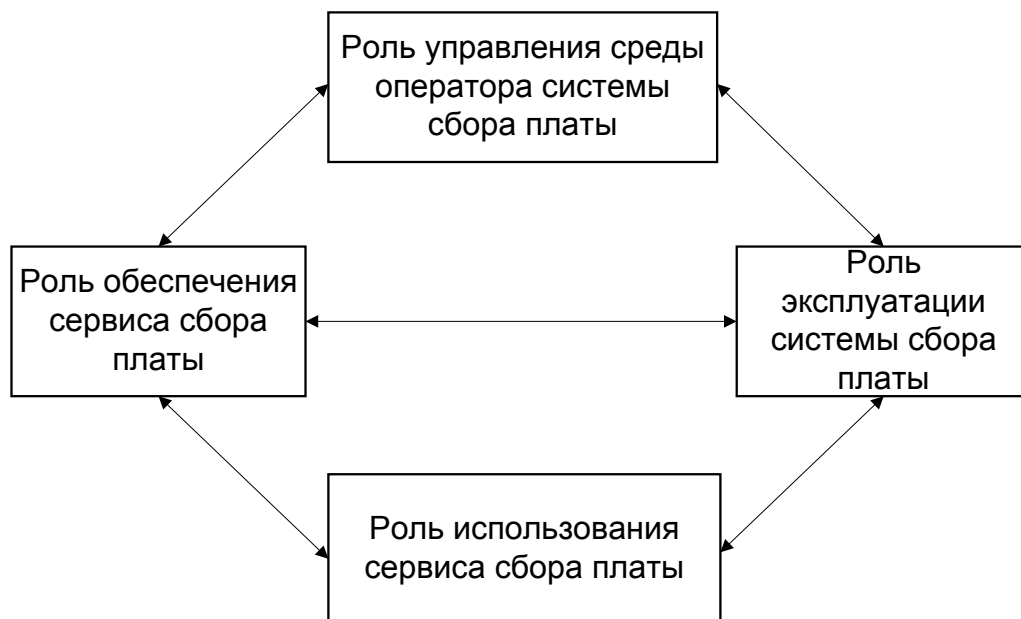 Роль управления среды
оператора системы
сбора платы
Роль обеспечения
сервиса сбора
платы
Роль
эксплуатации
системы сбора
платы
Роль использования
сервиса сбора платы